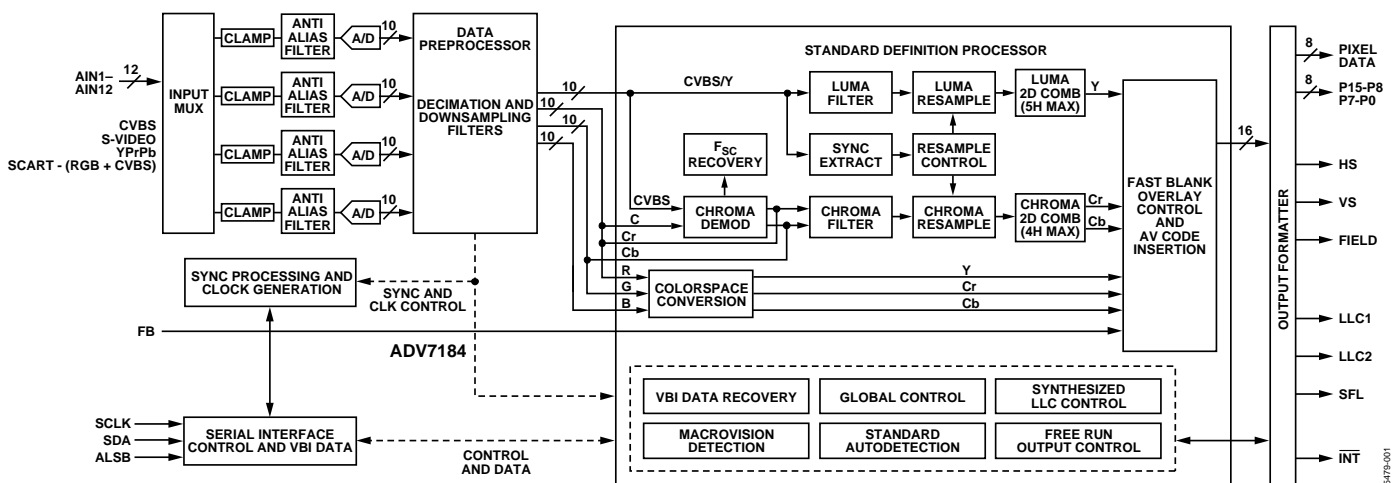 AIN1–
AIN12
12
CVBS
S-VIDEO
YPrPb
SCART - (RGB + CVBS)
INPUT
MUX
CLAMP
ANTI
ALIAS
FILTER
A/D
10
CLAMP
ANTI
ALIAS
FILTER
A/D
10
CLAMP
ANTI
ALIAS
FILTER
A/D
10
CLAMP
ANTI
ALIAS
FILTER
A/D
10
DATA
PREPROCESSOR
DECIMATION AND
DOWNSAMPLING
FILTERS
10
10
10
10
STANDARD DEFINITION PROCESSOR
CVBS/Y
LUMA
FILTER
LUMA
RESAMPLE
LUMA
2D COMB
(5H MAX)
Y
FSC
RECOVERY
SYNC
EXTRACT
RESAMPLE
CONTROL
CVBS
C
Cr
Cb
CHROMA
DEMOD
CHROMA
FILTER
CHROMA
RESAMPLE
CHROMA
2D COMB
(4H MAX)
Cr
Cb
R
G
B
COLORSPACE
CONVERSION
Y
Cr
Cb
FAST BLANK
OVERLAY
CONTROL
AND
AV CODE
INSERTION
16
OUTPUT FORMATTER
8
PIXEL
DATA
8
P15-P8
P7-P0
HS
VS
FIELD
LLC1
LLC2
SFL
INT
SYNC PROCESSING AND
CLOCK GENERATION
SYNC AND
CLK CONTROL
FB
ADV7184
SCLK
SDA
ALSB
SERIAL INTERFACE
CONTROL AND VBI DATA
CONTROL
AND DATA
VBI DATA RECOVERY
GLOBAL CONTROL
SYNTHESIZED
LLC CONTROL
MACROVISION
DETECTION
STANDARD
AUTODETECTION
FREE RUN
OUTPUT CONTROL